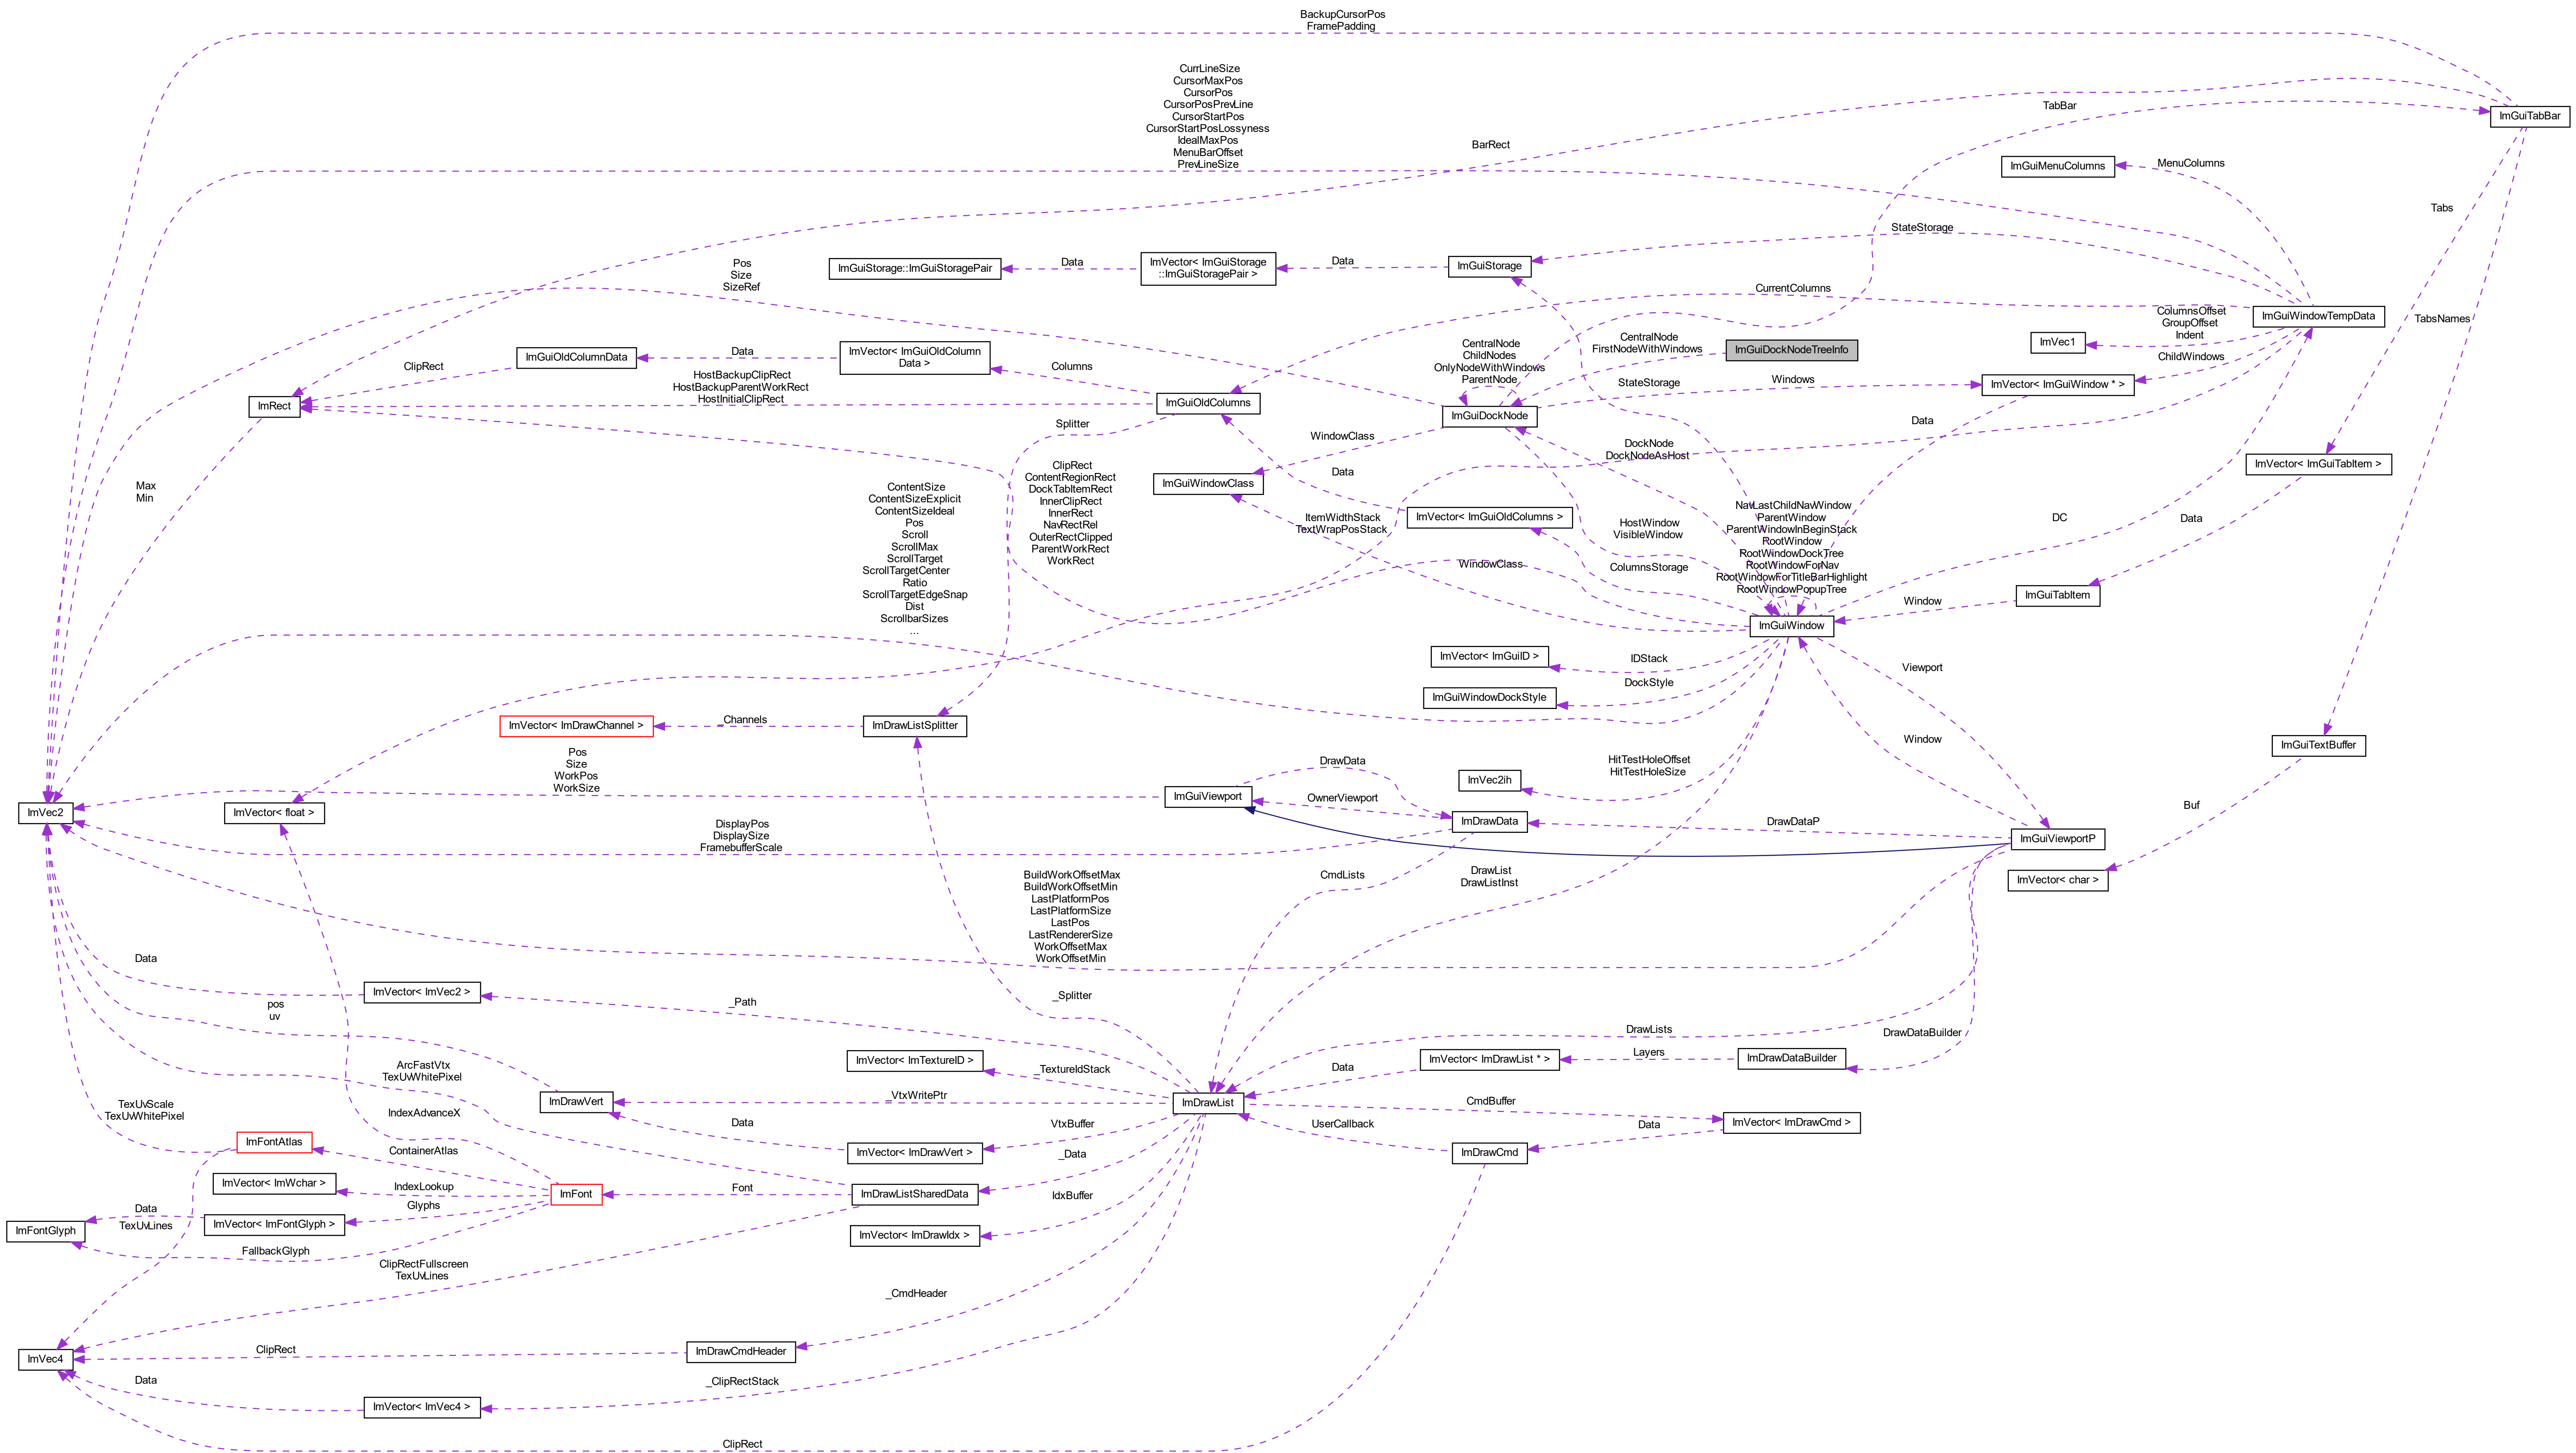 BackupCursorPos
FramePadding
CurrLineSize
CursorMaxPos
CursorPos
CursorPosPrevLine
CursorStartPos
CursorStartPosLossyness
IdealMaxPos
MenuBarOffset
PrevLineSize
TabBar
ImGuiTabBar
BarRect
ImGuiMenuColumns
MenuColumns
Tabs
StateStorage
Pos
Size
SizeRef
ImGuiStorage::ImGuiStoragePair
Data
ImVector< ImGuiStorage
::ImGuiStoragePair >
Data
ImGuiStorage
CurrentColumns
ImGuiWindowTempData
ColumnsOffset
GroupOffset
Indent
TabsNames
ImVec1
ChildWindows
CentralNode
FirstNodeWithWindows
ImGuiDockNodeTreeInfo
CentralNode
ChildNodes
OnlyNodeWithWindows
ParentNode
ClipRect
ImGuiOldColumnData
Data
ImVector< ImGuiOldColumn
Data >
Columns
HostBackupClipRect
HostBackupParentWorkRect
HostInitialClipRect
StateStorage
Windows
ImVector< ImGuiWindow * >
ImRect
ImGuiOldColumns
ImGuiDockNode
Splitter
WindowClass
DockNode
DockNodeAsHost
Data
ImVector< ImGuiTabItem >
Max
Min
ClipRect
ContentRegionRect
DockTabItemRect
InnerClipRect
InnerRect
NavRectRel
OuterRectClipped
ParentWorkRect
WorkRect
ImGuiWindowClass
Data
ContentSize
ContentSizeExplicit
ContentSizeIdeal
Pos
Scroll
ScrollMax
ScrollTarget
ScrollTargetCenter
Ratio
ScrollTargetEdgeSnap
Dist
ScrollbarSizes
...
ItemWidthStack
TextWrapPosStack
ImVector< ImGuiOldColumns >
HostWindow
VisibleWindow
NavLastChildNavWindow
ParentWindow
ParentWindowInBeginStack
RootWindow
RootWindowDockTree
RootWindowForNav
RootWindowForTitleBarHighlight
RootWindowPopupTree
DC
Data
WindowClass
ColumnsStorage
ImGuiTabItem
Window
ImGuiWindow
ImVector< ImGuiID >
IDStack
Viewport
ImGuiWindowDockStyle
DockStyle
ImVector< ImDrawChannel >
_Channels
ImDrawListSplitter
Window
ImGuiTextBuffer
Pos
Size
WorkPos
WorkSize
DrawData
ImVec2ih
HitTestHoleOffset
HitTestHoleSize
ImVec2
ImVector< float >
ImGuiViewport
OwnerViewport
Buf
ImDrawData
DrawDataP
DisplayPos
DisplaySize
FramebufferScale
ImGuiViewportP
CmdLists
DrawList
DrawListInst
ImVector< char >
BuildWorkOffsetMax
BuildWorkOffsetMin
LastPlatformPos
LastPlatformSize
LastPos
LastRendererSize
WorkOffsetMax
WorkOffsetMin
Data
ImVector< ImVec2 >
_Path
_Splitter
pos
uv
DrawLists
DrawDataBuilder
ImVector< ImTextureID >
_TextureIdStack
ImVector< ImDrawList * >
Layers
ImDrawDataBuilder
Data
ArcFastVtx
TexUvWhitePixel
ImDrawVert
_VtxWritePtr
ImDrawList
CmdBuffer
TexUvScale
TexUvWhitePixel
IndexAdvanceX
Data
VtxBuffer
UserCallback
Data
ImVector< ImDrawCmd >
ImFontAtlas
ContainerAtlas
ImVector< ImDrawVert >
_Data
ImDrawCmd
ImVector< ImWchar >
IndexLookup
ImFont
Font
ImDrawListSharedData
IdxBuffer
Data
TexUvLines
Glyphs
ImVector< ImFontGlyph >
ImFontGlyph
FallbackGlyph
ImVector< ImDrawIdx >
ClipRectFullscreen
TexUvLines
_CmdHeader
ImVec4
ClipRect
ImDrawCmdHeader
Data
_ClipRectStack
ImVector< ImVec4 >
ClipRect